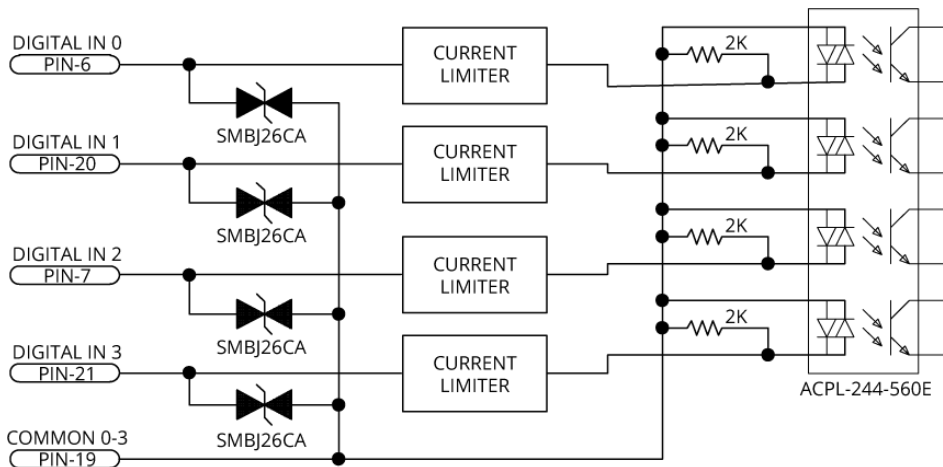 DIGITAL IN 0
PIN-6
CURRENT
LIMITER
2K
SMBJ26CA
DIGITAL IN 1
PIN-20
CURRENT
LIMITER
2K
SMBJ26CA
DIGITAL IN 2
PIN-7
CURRENT
LIMITER
2K
SMBJ26CA
DIGITAL IN 3
PIN-21
CURRENT
LIMITER
2K
ACPL-244-560E
SMBJ26CA
COMMON 0-3
PIN-19